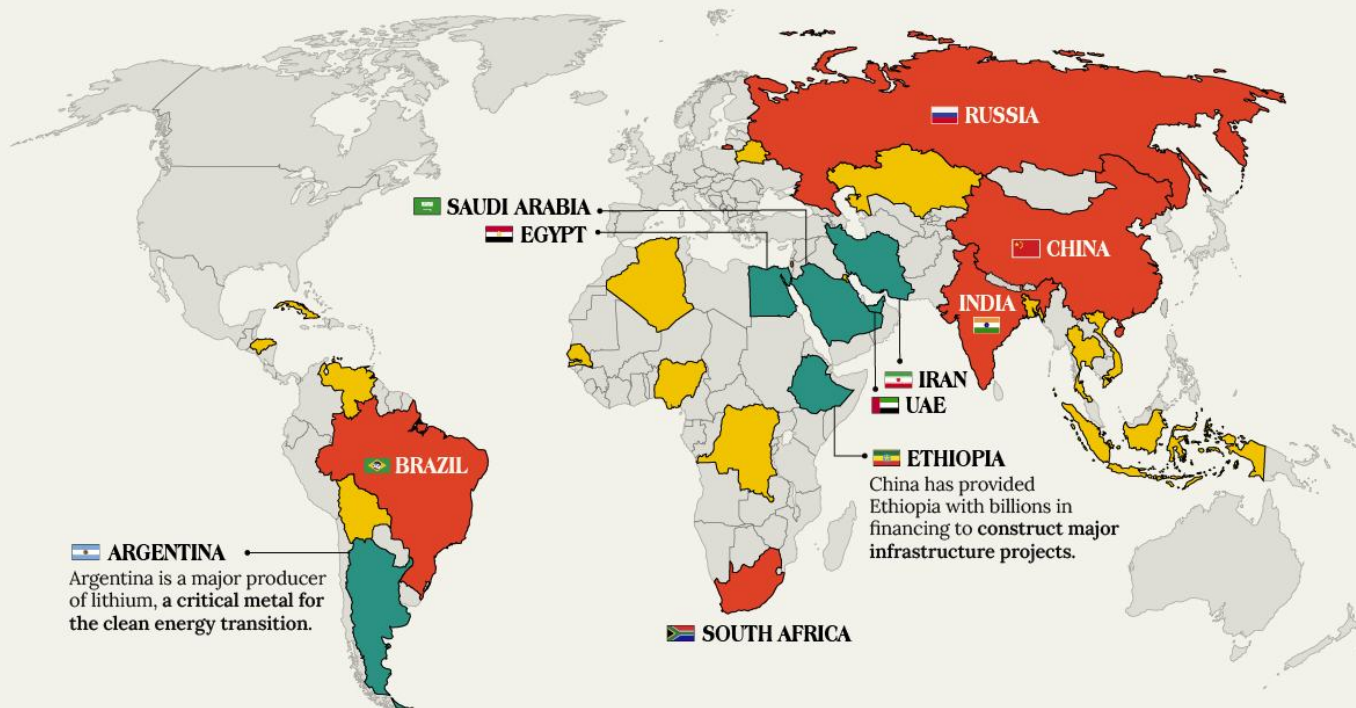 RUSSIA
SAUDI ARABIA
EGYPT
CHINA
INDIA
IRAN
UAE
BRAZIL
ETHIOPIA
China has provided
Ethiopia with billions in
financing to construct major
infrastructure projects.
ARGENTINA
Argentina is a major producer
of lithium, a critical metal for
the clean energy transition.
SOUTH AFRICA